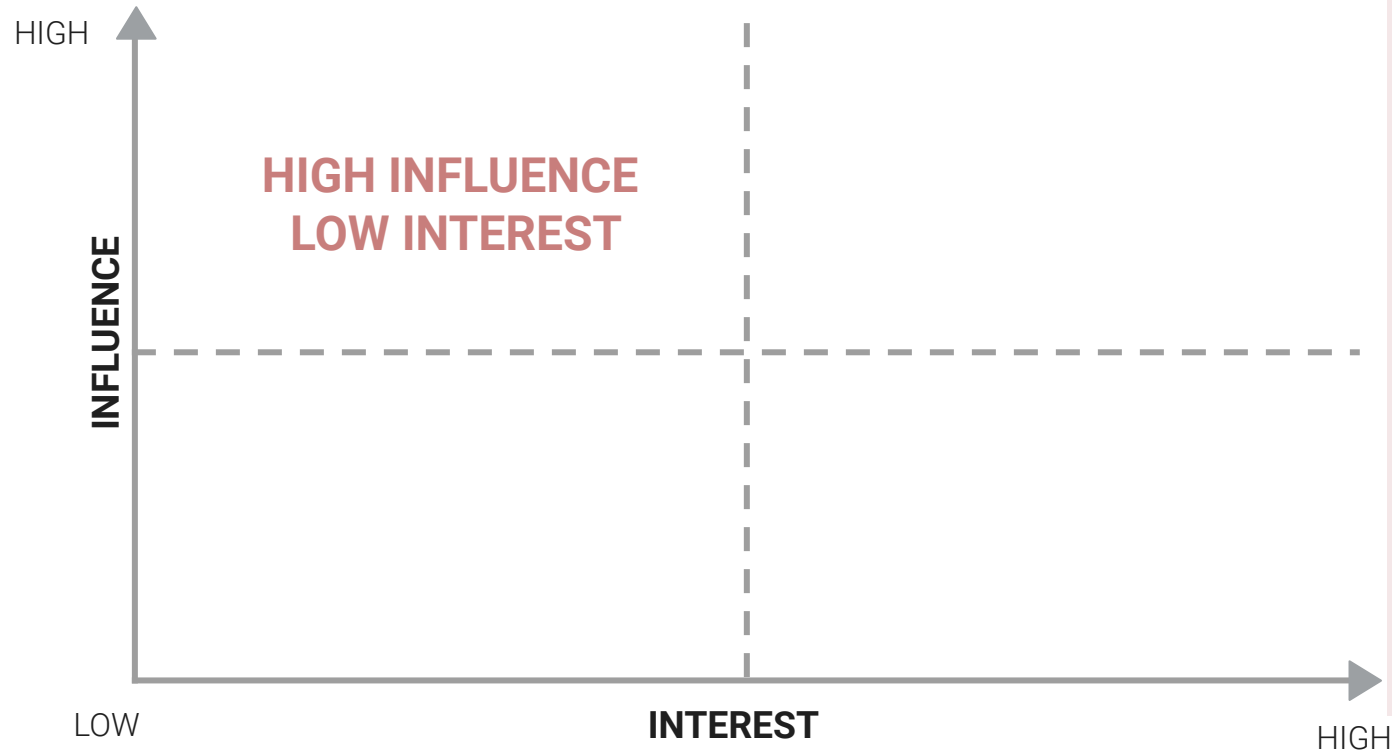 HIGH
HIGH INFLUENCE
LOW INTEREST
INFLUENCE
LOW
INTEREST
HIGH